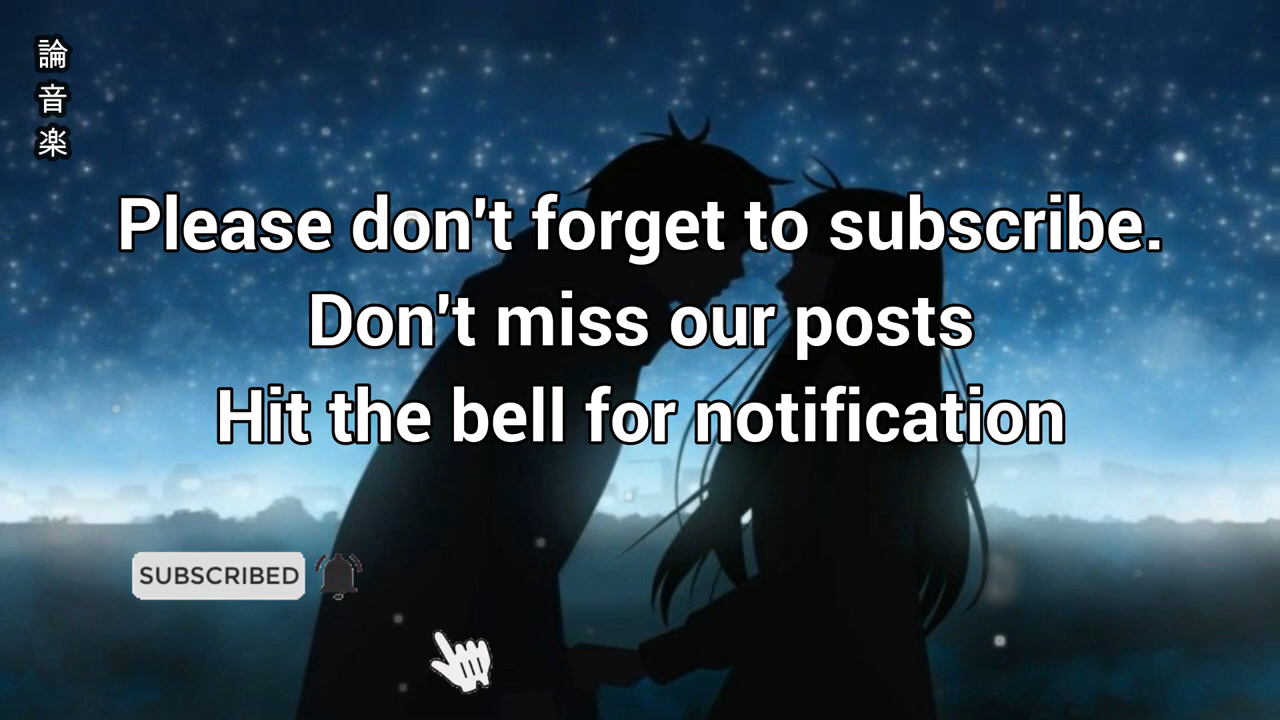 論音楽
Please don't forget to subscribe.
Don't miss our posts
Hit the bell for notification
SUBSCRIBED